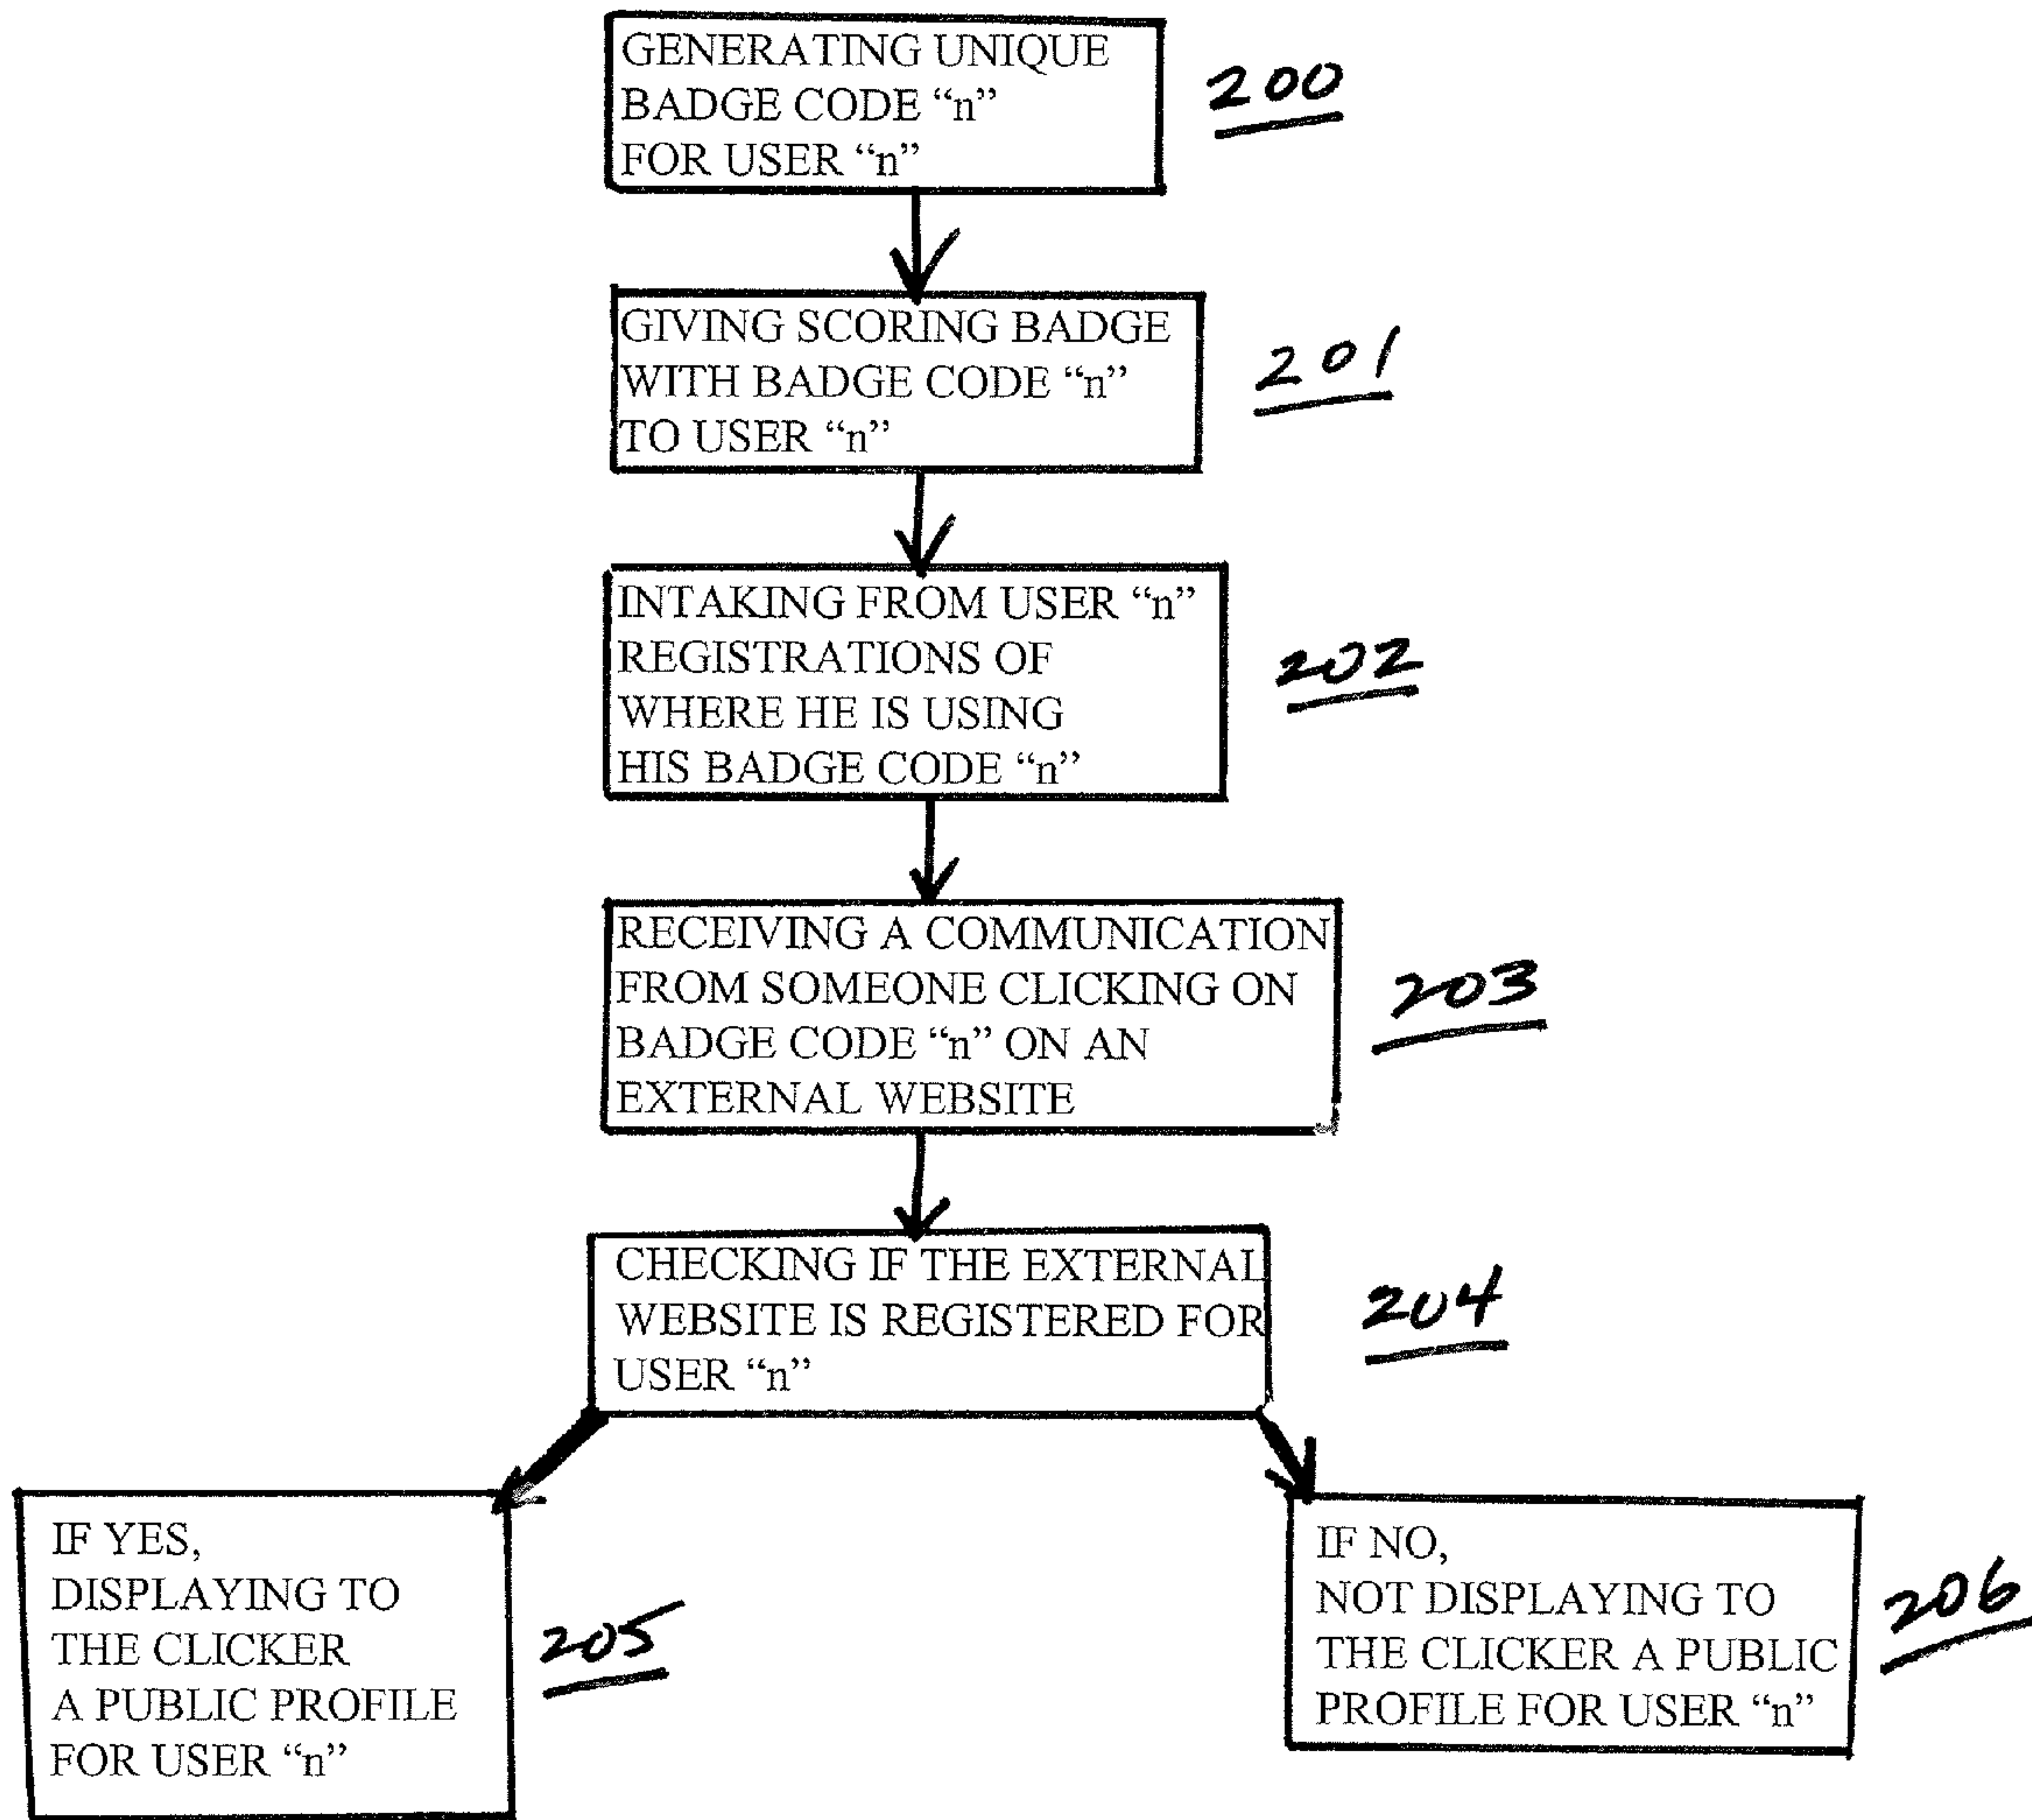 GENERATING UNIQUE
BADGE CODE “n”
FOR USER “n”
200
GIVING SCORING BADGE
WITH BADGE CODE “n”
TO USER “n”
201
INTAKING FROM USER “n”
REGISTRATIONS OF
WHERE HE IS USING
HIS BADGE CODE “n”
202
RECEIVING A COMMUNICATION
FROM SOMEONE CLICKING ON
BADGE CODE “n” ON AN
EXTERNAL WEBSITE
203
CHECKING IF THE EXTERNAL
WEBSITE IS REGISTERED FOR
USER “n”
204
IF YES,
DISPLAYING TO
THE CLICKER
A PUBLIC PROFILE
FOR USER “n”
205
IF NO,
NOT DISPLAYING TO
THE CLICKER A PUBLIC
PROFILE FOR USER “n”
206